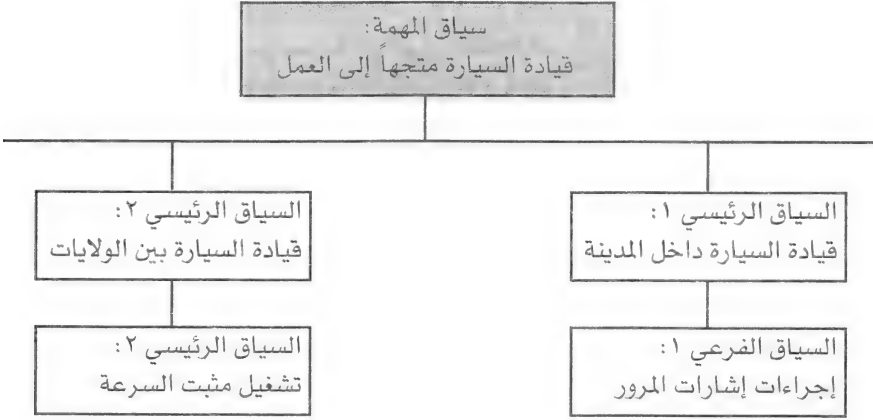 سياق المهمة:
قيادة السيارة متجهاً إلى العمل
السياق الرئيسي ١:
قيادة السيارة داخل المدينة
السياق الرئيسي ٢:
قيادة السيارة بين الولايات
السياق الفرعي ١:
إجراءات إشارات المرور
السياق الرئيسي ٢:
تشغيل مثبت السرعة